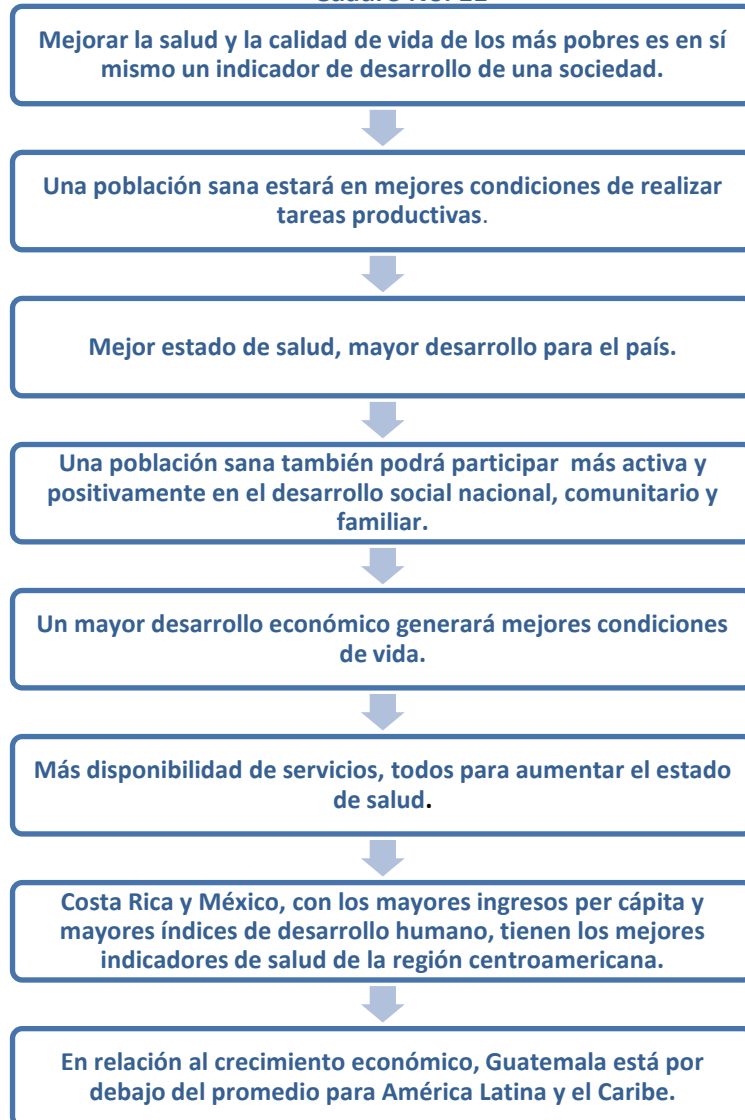 Mejorar la salud y la calidad de vida de los más pobres es en sí
mismo un indicador de desarrollo de una sociedad.
Una población sana estará en mejores condiciones de realizar
tareas productivas.
Mejor estado de salud, mayor desarrollo para el país.
Una población sana también podrá participar más activa y
positivamente en el desarrollo social nacional, comunitario y
familiar.
Un mayor desarrollo económico generará mejores condiciones
de vida.
Más disponibilidad de servicios, todos para aumentar el estado
de salud.
Costa Rica y México, con los mayores ingresos per cápita y
mayores índices de desarrollo humano, tienen los mejores
indicadores de salud de la región centroamericana.
En relación al crecimiento económico, Guatemala está por
debajo del promedio para América Latina y el Caribe.